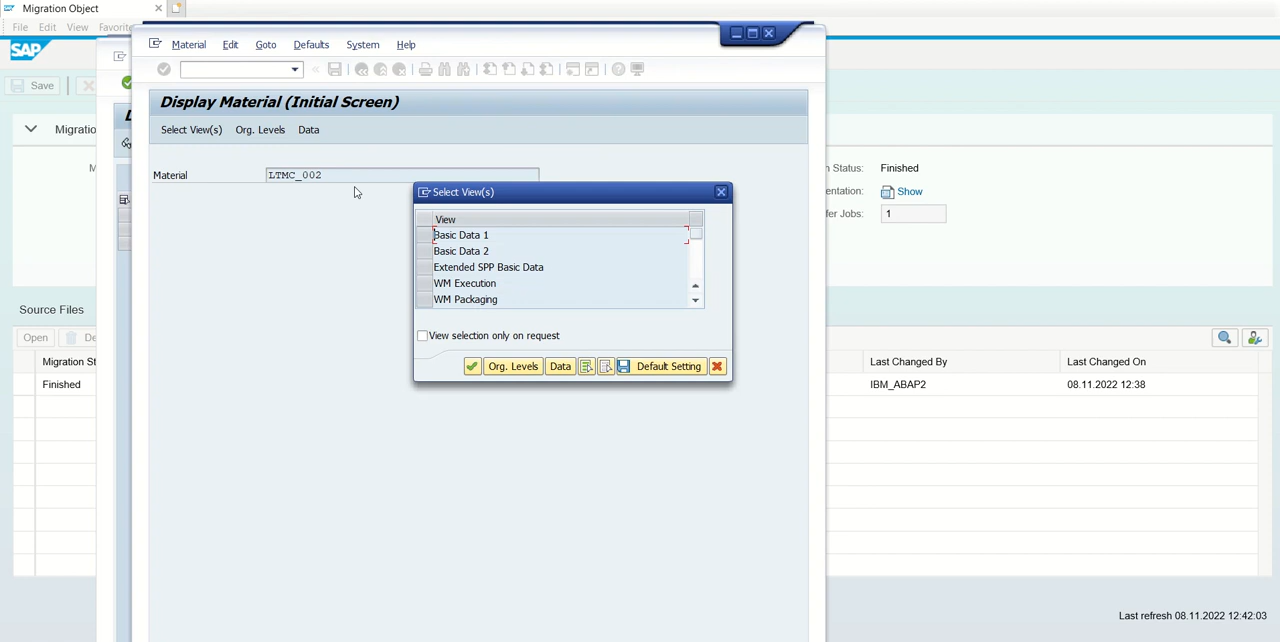 Migration Object
File Edit View Favorit
SAP
Save
Material Edit Goto Defaults System Help
Display Material (Initial Screen)
Select View(s) Org. Levels Data
Migratio
Material LTMC_002
M
n Status: Finished
entation: Show
fer Jobs: 1
Select View(s)
View
Basic Data 1
Basic Data 2
Extended SPP Basic Data
WM Execution
WM Packaging
View selection only on request
Org. Levels Data Default Setting
Source Files
Open De
Migration St Last Changed By Last Changed On
Finished IBM_ABAP2 08.11.2022 12:38
Last refresh 08.11.2022 12:42:03